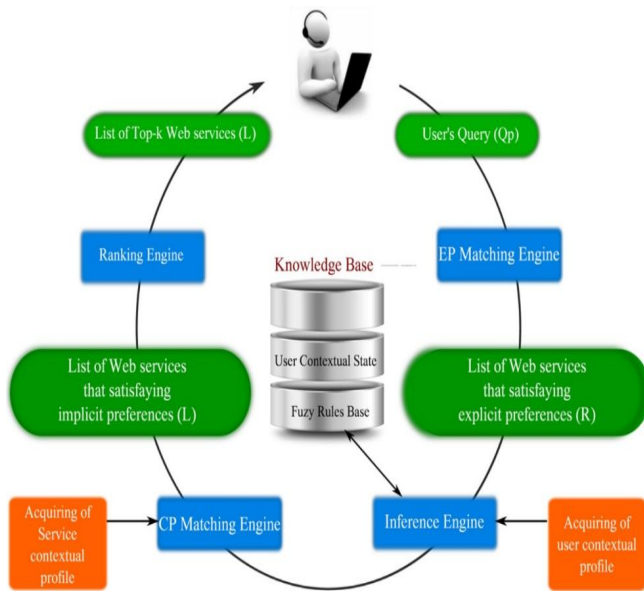 List of Top-k Web services (L)
User's Query (Qp)
Ranking Engine
Knowledge Base
EP Matching Engine
List of Web services
that satisfaying
implicit preferences (L)
User Contextual State
Fuzy Rules Base
List of Web services
that satisfaying
explicit preferences (R)
Acquiring of
Service
contextual
profile
CP Matching Engine
Inference Engine
Acquiring of
user contextual
profile